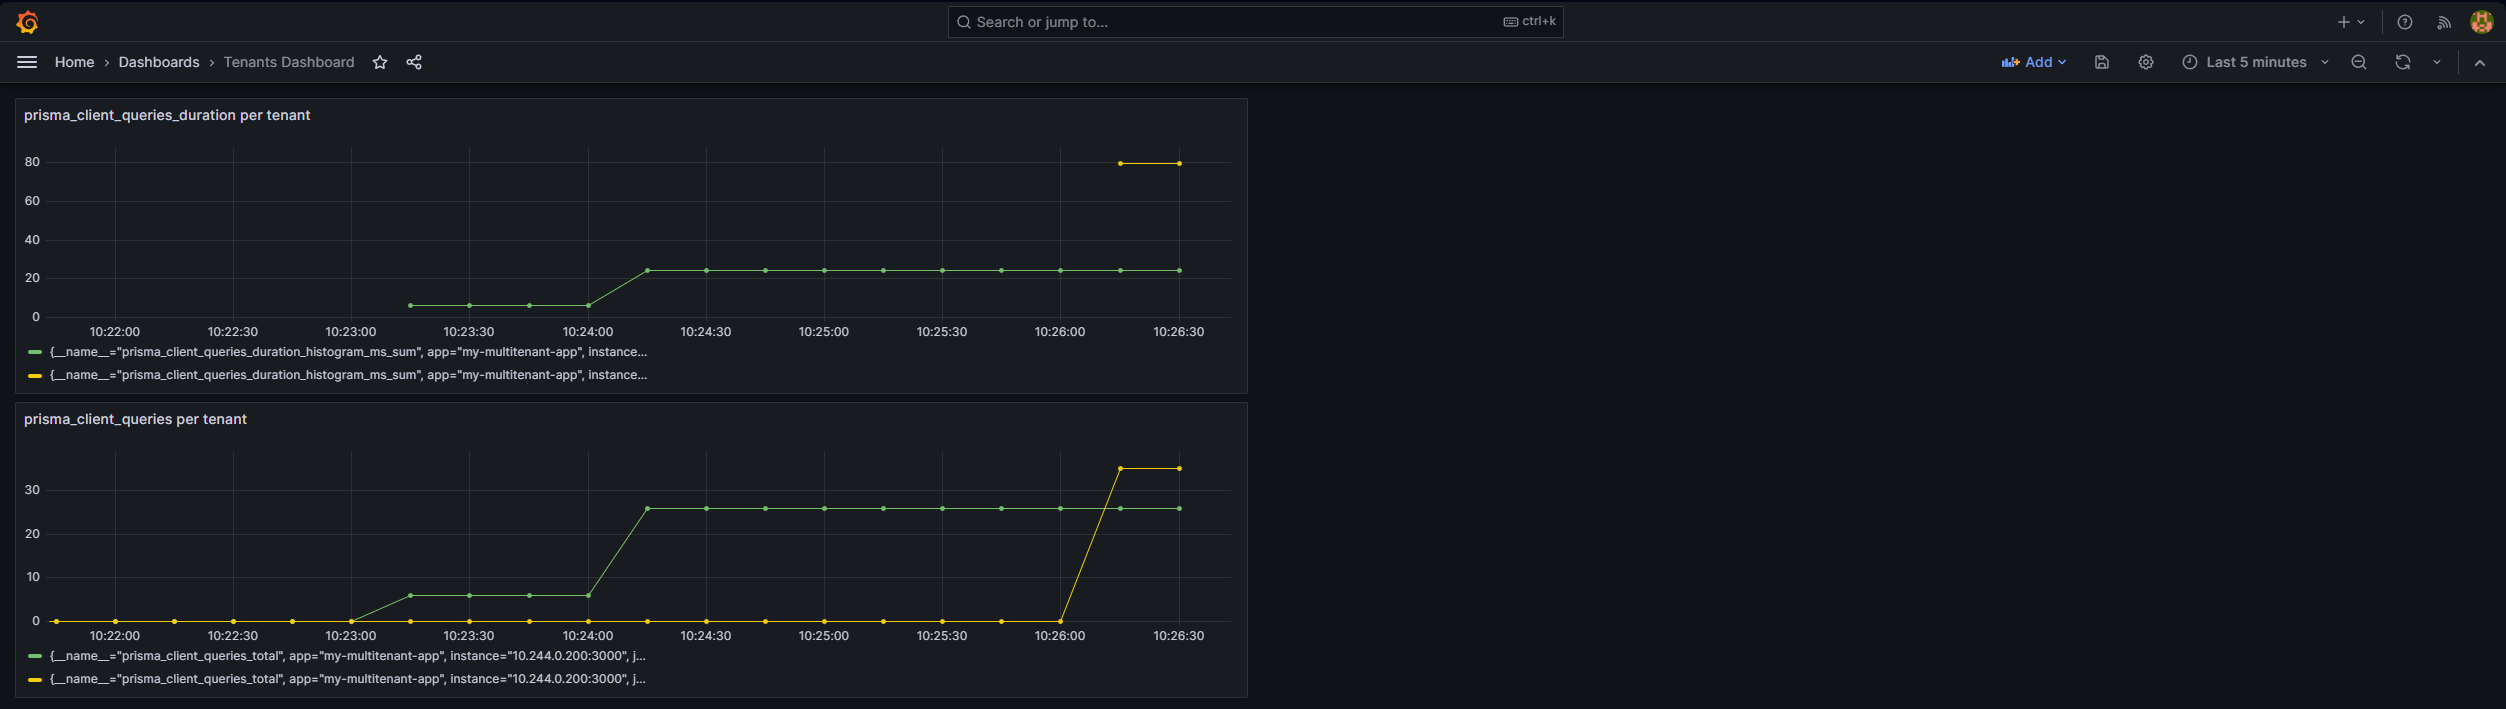 Search or jump to... ctrl+k
Home › Dashboards › Tenants Dashboard Add Last 5 minutes
prisma_client_queries_duration per tenant
80
60
40
20
0
10:22:00 10:22:30 10:23:00 10:23:30 10:24:00 10:24:30 10:25:00 10:25:30 10:26:00 10:26:30
{__name__="prisma_client_queries_duration_histogram_ms_sum", app="my-multitenant-app", instance...
{__name__="prisma_client_queries_duration_histogram_ms_sum", app="my-multitenant-app", instance...
prisma_client_queries per tenant
30
20
10
0
10:22:00 10:22:30 10:23:00 10:23:30 10:24:00 10:24:30 10:25:00 10:25:30 10:26:00 10:26:30
{__name__="prisma_client_queries_total", app="my-multitenant-app", instance="10.244.0.200:3000", j...
{__name__="prisma_client_queries_total", app="my-multitenant-app", instance="10.244.0.200:3000", j...